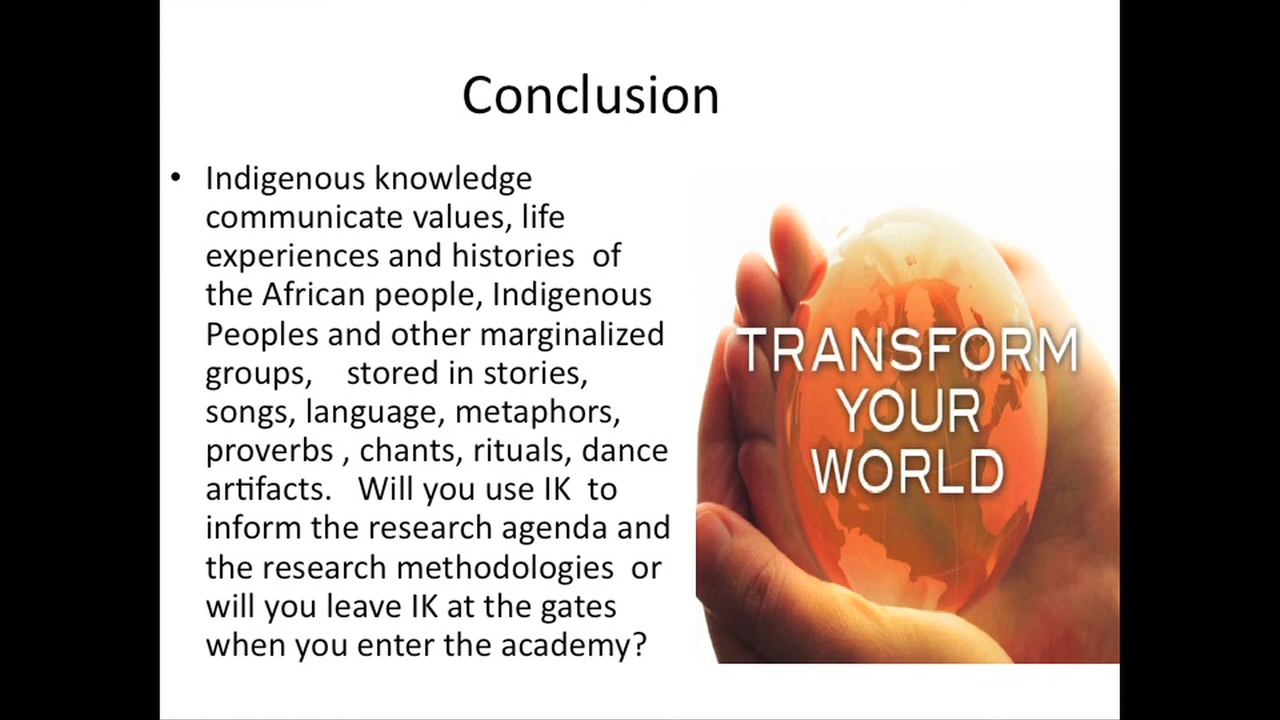 Conclusion
• Indigenous knowledge
communicate values, life
experiences and histories  of
the African people, Indigenous
Peoples and other marginalized
groups,    stored in stories,
songs, language, metaphors,
proverbs , chants, rituals, dance
artifacts.   Will you use IK  to
inform the research agenda and
the research methodologies  or
will you leave IK at the gates
when you enter the academy?
TRANSFORM
YOUR
WORLD